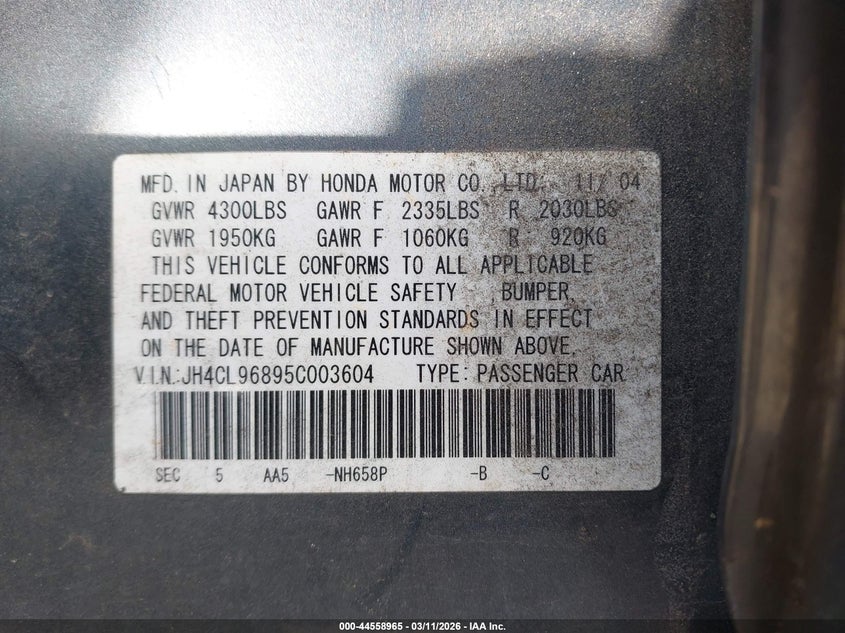 MFD. IN JAPAN BY HONDA MOTOR CO.,LTD. 11/04
GVWR 4300LBS GAWR F 2335LBS R 2030LBS
GVWR 1950KG GAWR F 1060KG R 920KG
THIS VEHICLE CONFORMS TO ALL APPLICABLE
FEDERAL MOTOR VEHICLE SAFETY ,BUMPER,
AND THEFT PREVENTION STANDARDS IN EFFECT
ON THE DATE OF MANUFACTURE SHOWN ABOVE.
V.I.N.:JH4CL96895C003604 TYPE: PASSENGER CAR
SEC 5 AA5 -NH658P -B -C
000-44558965 - 03/11/2026 - IAA Inc.